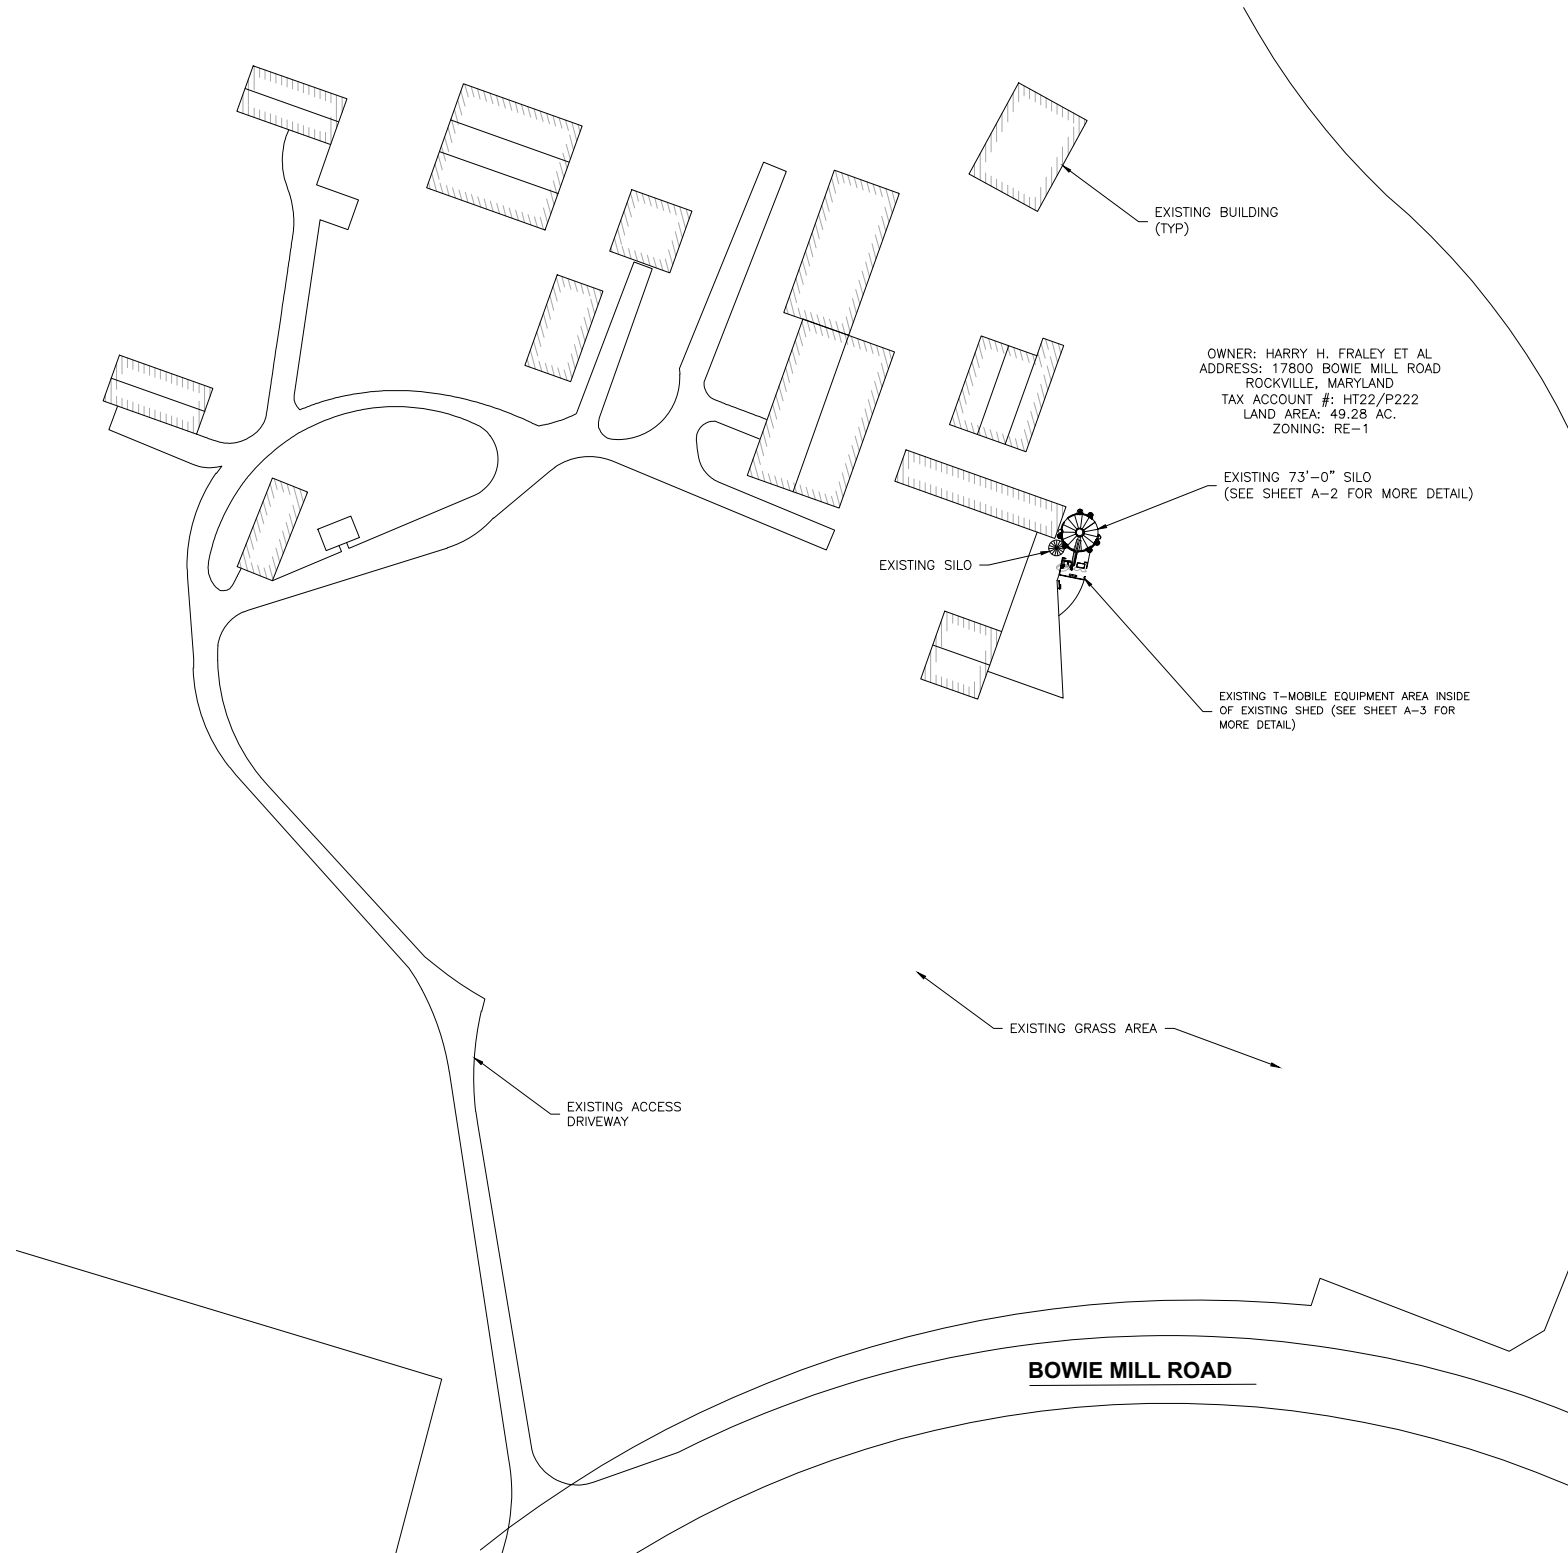 EXISTING BUILDING
(TYP)
OWNER: HARRY H. FRALEY ET AL
ADDRESS: 17800 BOWIE MILL ROAD
ROCKVILLE, MARYLAND
TAX ACCOUNT #: HT22/P222
LAND AREA: 49.28 AC.
ZONING: RE-1
EXISTING 73'-0" SILO
(SEE SHEET A-2 FOR MORE DETAIL)
EXISTING SILO
EXISTING T-MOBILE EQUIPMENT AREA INSIDE
OF EXISTING SHED (SEE SHEET A-3 FOR
MORE DETAIL)
EXISTING GRASS AREA
EXISTING ACCESS
DRIVEWAY
BOWIE MILL ROAD